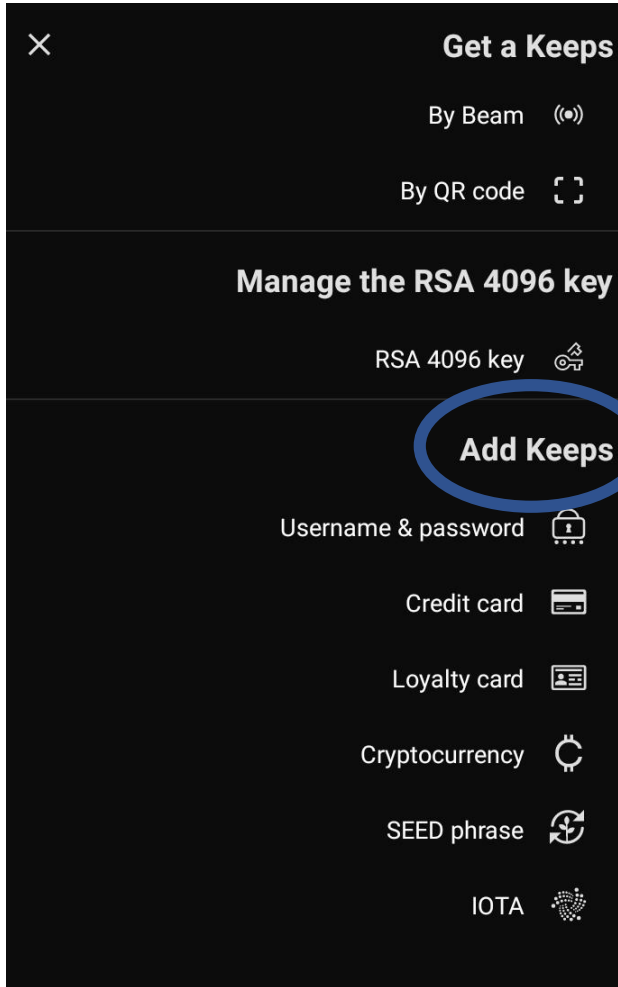 Get a Keeps
By Beam
By QR code
Manage the RSA 4096 key
RSA 4096 key
Add Keeps
Username & password
Credit card
Loyalty card
Cryptocurrency
SEED phrase
IOTA